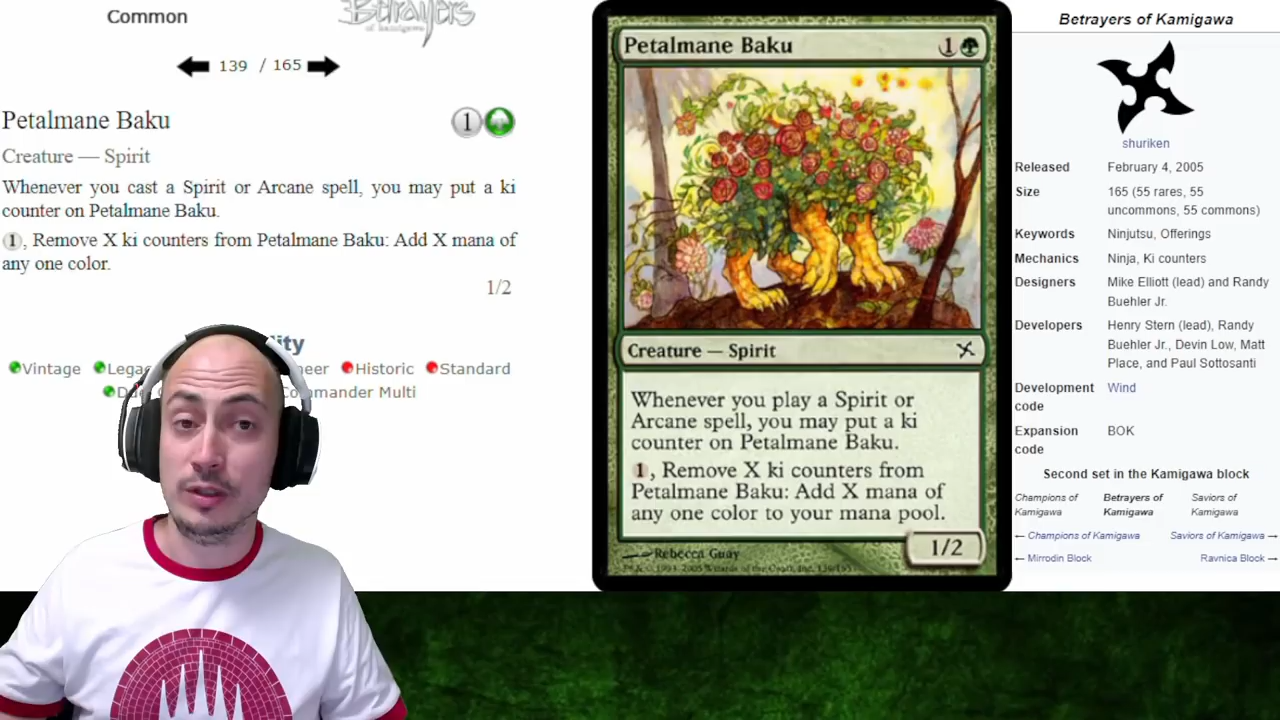 Common
Betrayers
of Kamigawa
139 / 165
Petalmane Baku
1
Creature — Spirit
Whenever you cast a Spirit or Arcane spell, you may put a ki
counter on Petalmane Baku.
1, Remove X ki counters from Petalmane Baku: Add X mana of
any one color.
1/2
Vintage
Historic
Standard
Commander Multi
Petalmane Baku 1
Creature — Spirit
Whenever you play a Spirit or
Arcane spell, you may put a ki
counter on Petalmane Baku.
1, Remove X ki counters from
Petalmane Baku: Add X mana of
any one color to your mana pool.
Rebecca Guay
1/2
Betrayers of Kamigawa
shuriken
Released February 4, 2005
Size 165 (55 rares, 55
uncommons, 55 commons)
Keywords Ninjutsu, Offerings
Mechanics Ninja, Ki counters
Designers Mike Elliott (lead) and Randy
Buehler Jr.
Developers Henry Stern (lead), Randy
Buehler Jr., Devin Low, Matt
Place, and Paul Sottosanti
Development Wind
code
Expansion BOK
code
Second set in the Kamigawa block
Champions of Betrayers of Saviors of
Kamigawa Kamigawa Kamigawa
← Champions of Kamigawa Saviors of Kamigawa →
← Mirrodin Block Ravnica Block →